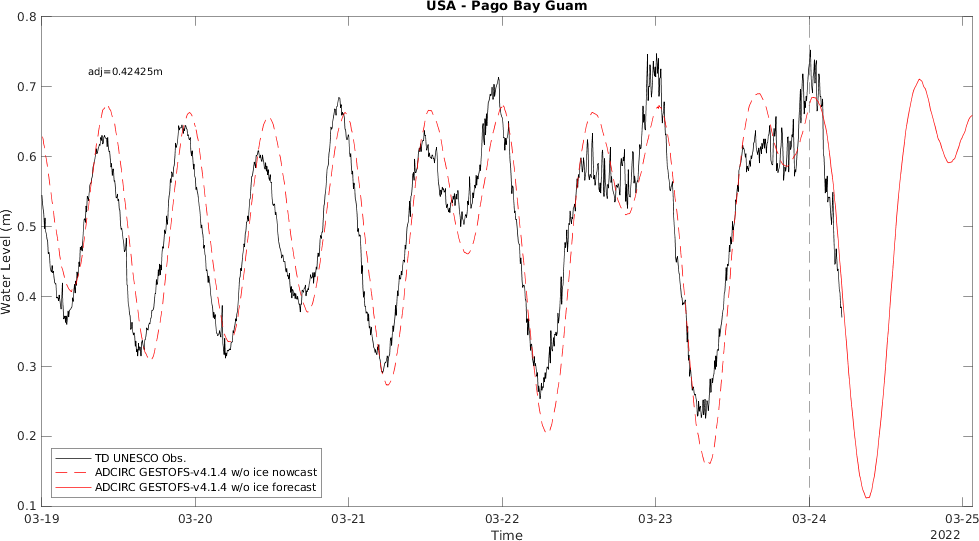 USA - Pago Bay Guam
0.8
0.7
0.6
0.5
0.4
0.3
0.2
0.1
Water Level (m)
adj=0.42425m
TD UNESCO Obs.
ADCIRC GESTOFS-v4.1.4 w/o ice nowcast
ADCIRC GESTOFS-v4.1.4 w/o ice forecast
03-19 03-20 03-21 03-22 03-23 03-24 03-25
Time
2022